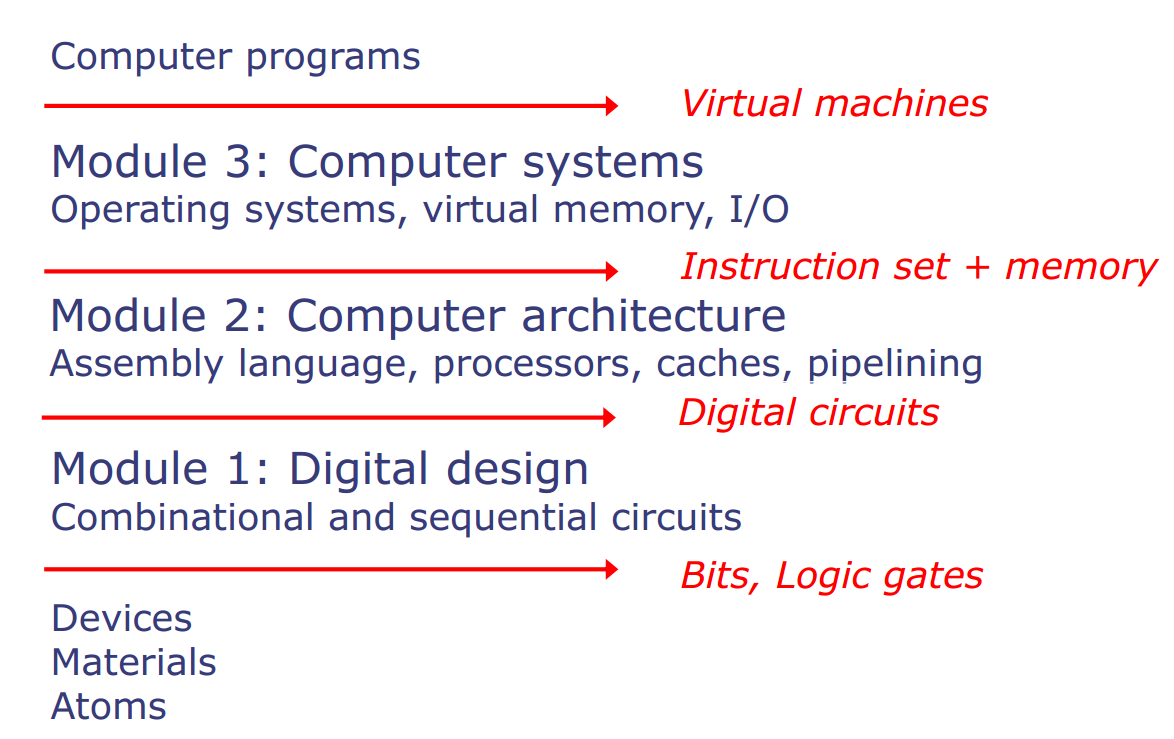 Computer programs
Virtual machines
Module 3: Computer systems
Operating systems, virtual memory, I/O
Instruction set + memory
Module 2: Computer architecture
Assembly language, processors, caches, pipelining
Digital circuits
Module 1: Digital design
Combinational and sequential circuits
Bits, Logic gates
Devices
Materials
Atoms